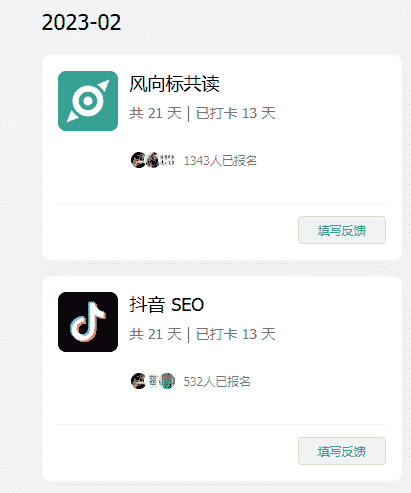 2023-02
风向标共读
共 21 天 | 已打卡 13 天
1343人已报名
填写反馈
抖音 SEO
共 21 天 | 已打卡 13 天
532人已报名
填写反馈